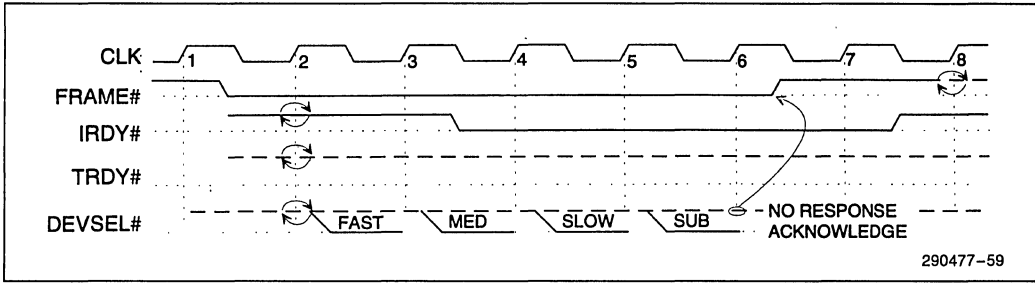 CLK 1 2 3 4 5 6 7 8
FRAME#
IRDY#
TRDY#
DEVSEL# FAST MED SLOW SUB NO RESPONSE
ACKNOWLEDGE
290477-59